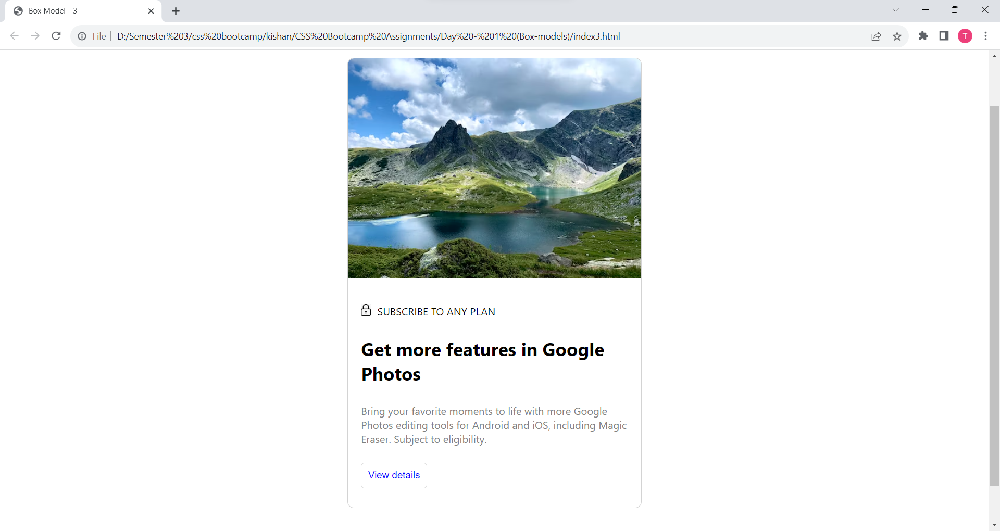 Box Model - 3
File D:/Semester%203/css%20bootcamp/kishan/CSS%20Bootcamp%20Assignments/Day%20-%201%20(Box-models)/index3.html
T
SUBSCRIBE TO ANY PLAN
Get more features in Google
Photos
Bring your favorite moments to life with more Google
Photos editing tools for Android and iOS, including Magic
Eraser. Subject to eligibility.
View details